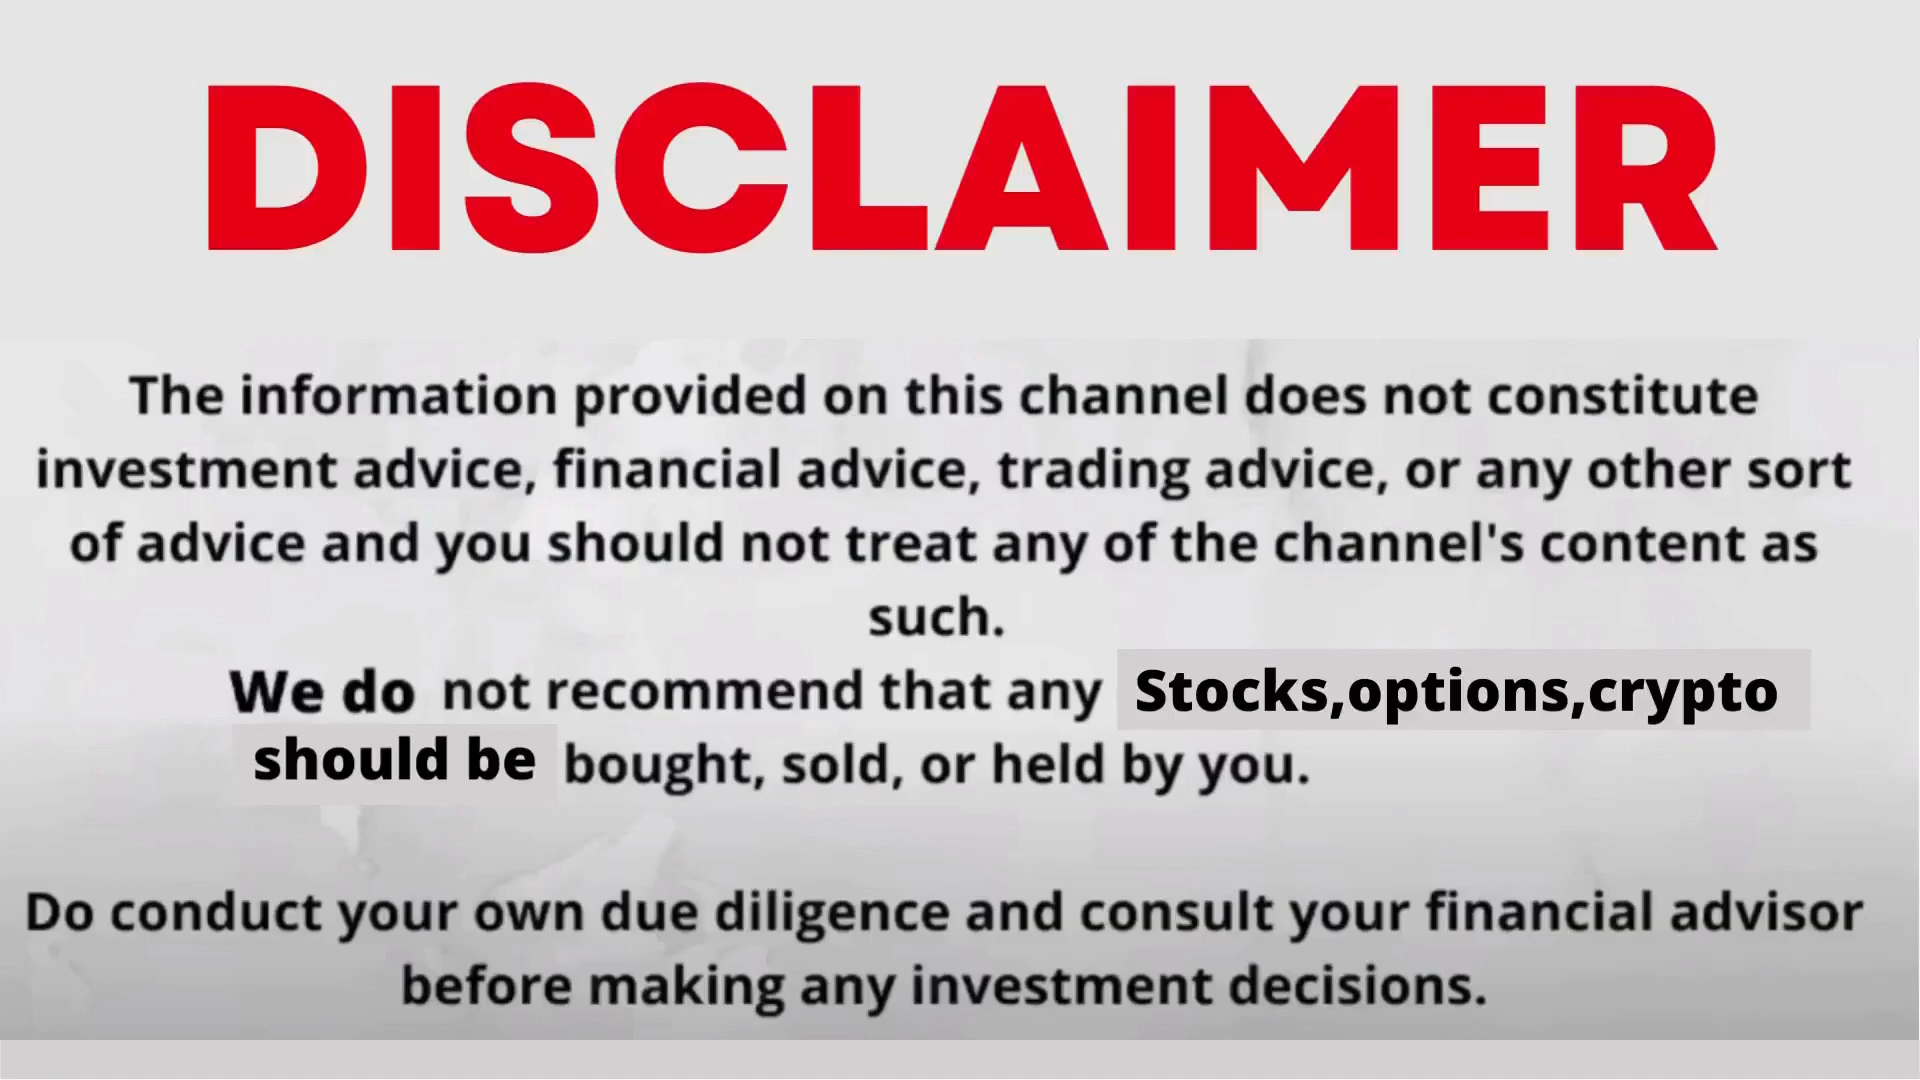 DISCLAIMER
The information provided on this channel does not constitute
investment advice, financial advice, trading advice, or any other sort
of advice and you should not treat any of the channel's content as
such.
We do not recommend that any Stocks,options,crypto
should be bought, sold, or held by you.
Do conduct your own due diligence and consult your financial advisor
before making any investment decisions.